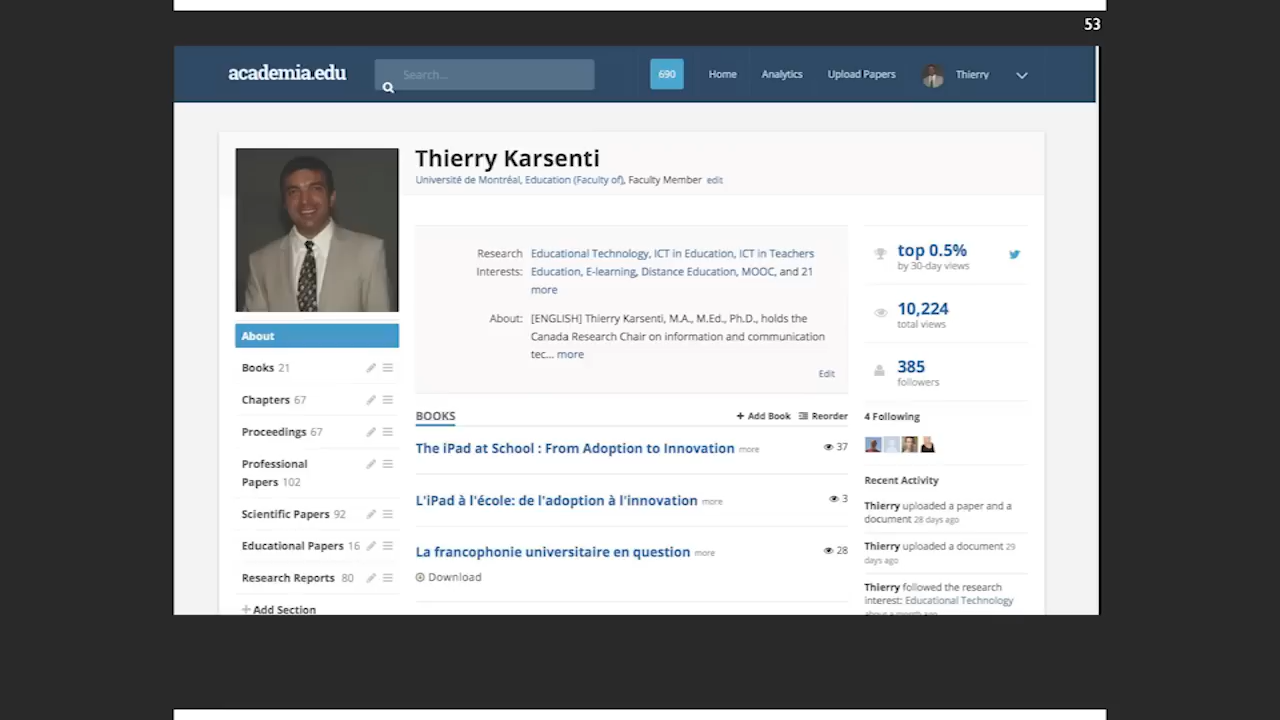 53
academia.edu
Search...
690
Home
Analytics
Upload Papers
Thierry
Thierry Karsenti
Université de Montréal, Education (Faculty of), Faculty Member edit
About
Books 21
Chapters 67
Proceedings 67
Professional
Papers 102
Scientific Papers 92
Educational Papers 16
Research Reports 80
Add Section
Research Interests: Educational Technology, ICT in Education, ICT in Teachers
Education, E-learning, Distance Education, MOOC, and 21
more
About: [ENGLISH] Thierry Karsenti, M.A., M.Ed., Ph.D., holds the
Canada Research Chair on information and communication
tec... more
Edit
BOOKS
+ Add Book
Reorder
The iPad at School : From Adoption to Innovation more
37
L'iPad à l'école: de l'adoption à l'innovation more
3
La francophonie universitaire en question more
28
Download
top 0.5%
by 30-day views
10,224
total views
385
followers
4 Following
Recent Activity
Thierry uploaded a paper and a
document 28 days ago
Thierry uploaded a document 29
days ago
Thierry followed the research
interest: Educational Technology
about a month ago